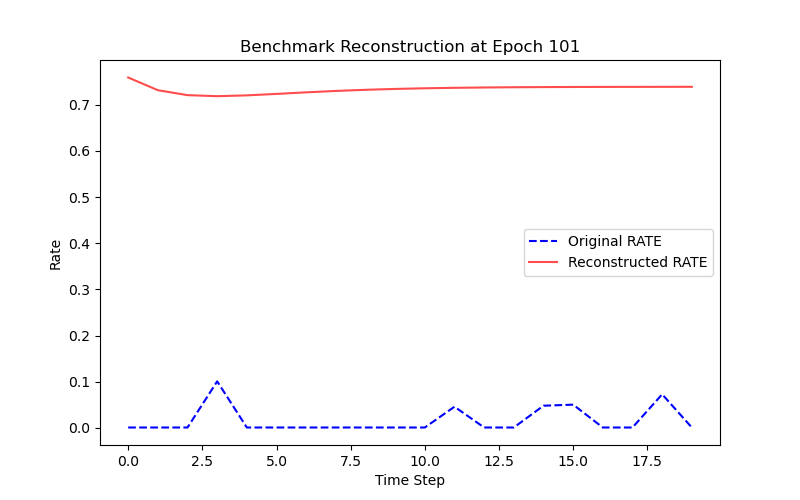 Benchmark Reconstruction at Epoch 101
Rate
0.7
0.6
0.5
0.4
0.3
0.2
0.1
0.0
Original RATE
Reconstructed RATE
0.0 2.5 5.0 7.5 10.0 12.5 15.0 17.5
Time Step